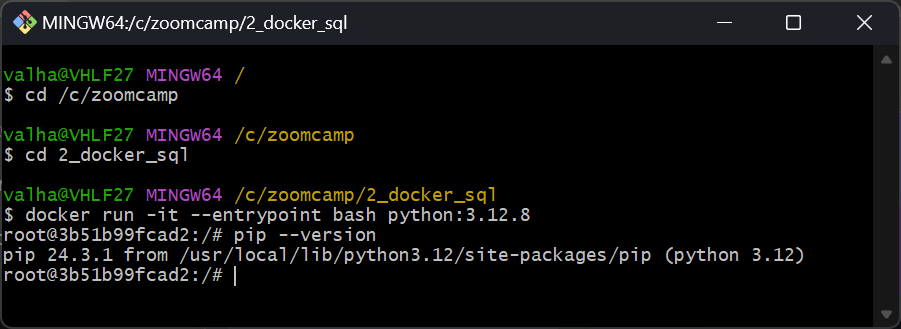 MINGW64:/c/zoomcamp/2_docker_sql
valha@VHLF27 MINGW64 /
$ cd /c/zoomcamp
valha@VHLF27 MINGW64 /c/zoomcamp
$ cd 2_docker_sql
valha@VHLF27 MINGW64 /c/zoomcamp/2_docker_sql
$ docker run -it --entrypoint bash python:3.12.8
root@3b51b99fcad2:/# pip --version
pip 24.3.1 from /usr/local/lib/python3.12/site-packages/pip (python 3.12)
root@3b51b99fcad2:/#